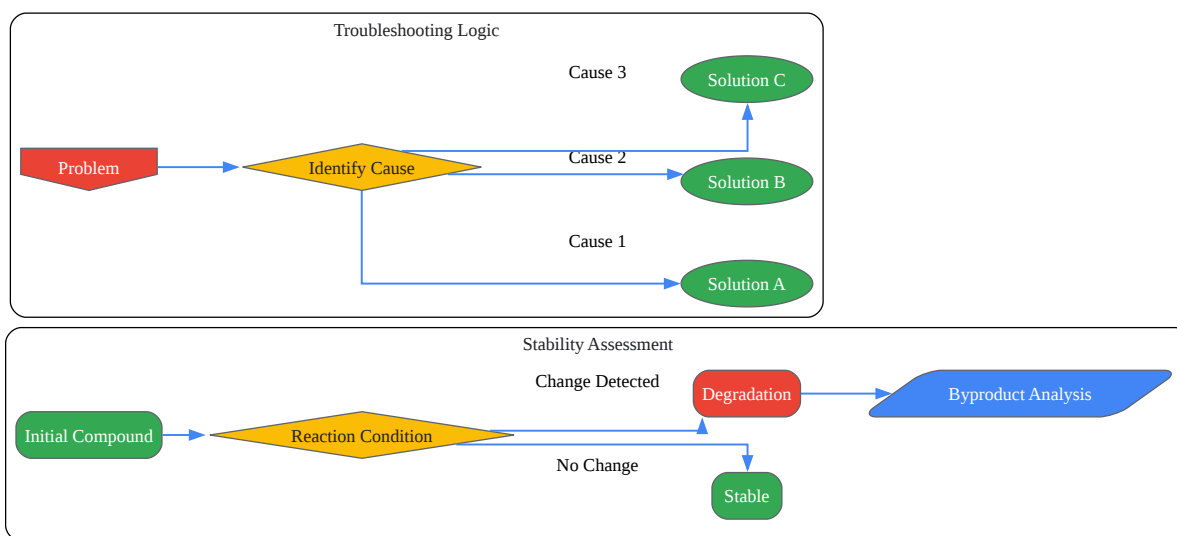 Troubleshooting Logic
Cause 3
Solution C
Problem
Identify Cause
Cause 2
Solution B
Cause 1
Solution A
Stability Assessment
Change Detected
Degradation
Byproduct Analysis
Initial Compound
Reaction Condition
No Change
Stable